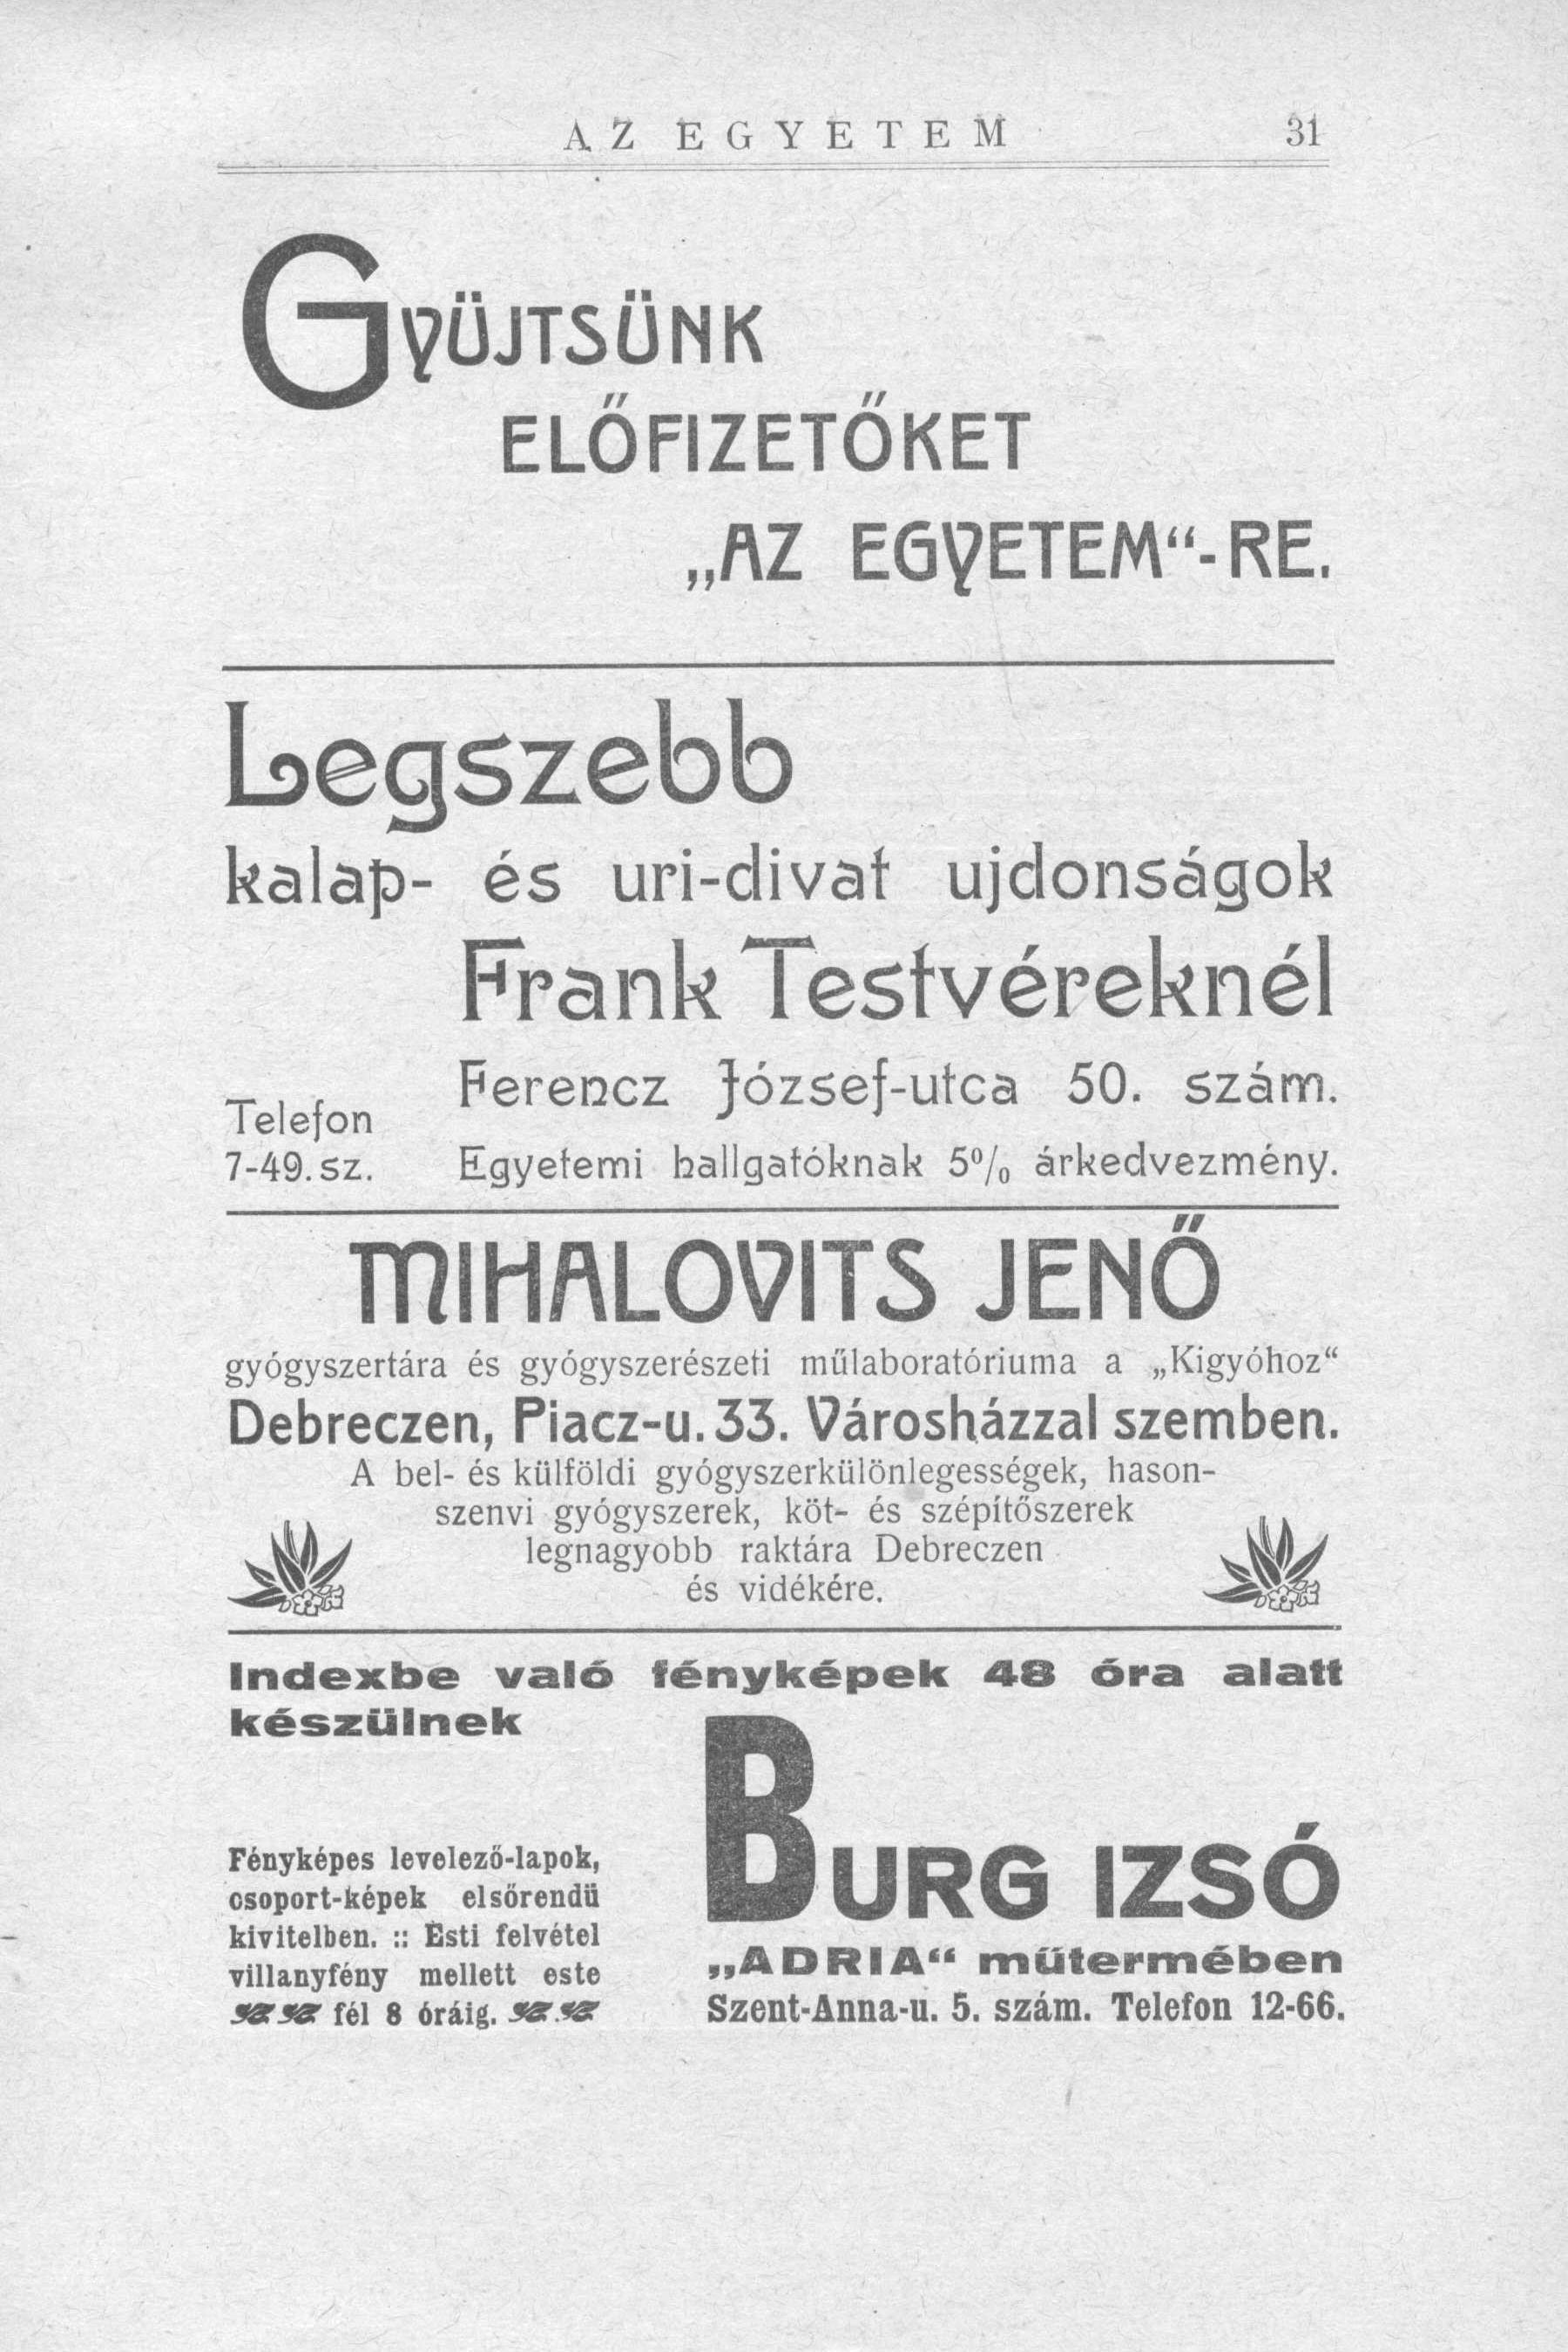 AZ EGYETEM 31
GYÜJTSÜNK
ELŐFIZETŐKET
„AZ EGYETEM“-RE.
Legszebb
kalap- és uri-divat ujdonságok
Frank Testvéreknél
Ferencz József-utca 50. szám.
Telefon
7-49. sz.
Egyetemi hallgatóknak 5% árkedvezmény.
MIHALOVITS JENŐ
gyógyszertára és gyógyszerészeti műlaboratóriuma a „Kigyóhoz“
Debreczen, Piacz-u. 33. Városházzal szemben.
A bel- és külföldi gyógyszerkülönlegességek, hason-
szenvi gyógyszerek, köt- és szépítőszerek
legnagyobb raktára Debreczen
és vidékére.
Indexbe való fényképek 48 óra alatt
készülnek
Fényképes levelező-lapok,
csoport-képek elsőrendü
kivitelben. :: Esti felvétel
villanyfény mellett este
fél 8 óráig.
BURG IZSÓ
„ADRIA“ mütermében
Szent-Anna-u. 5. szám. Telefon 12-66.